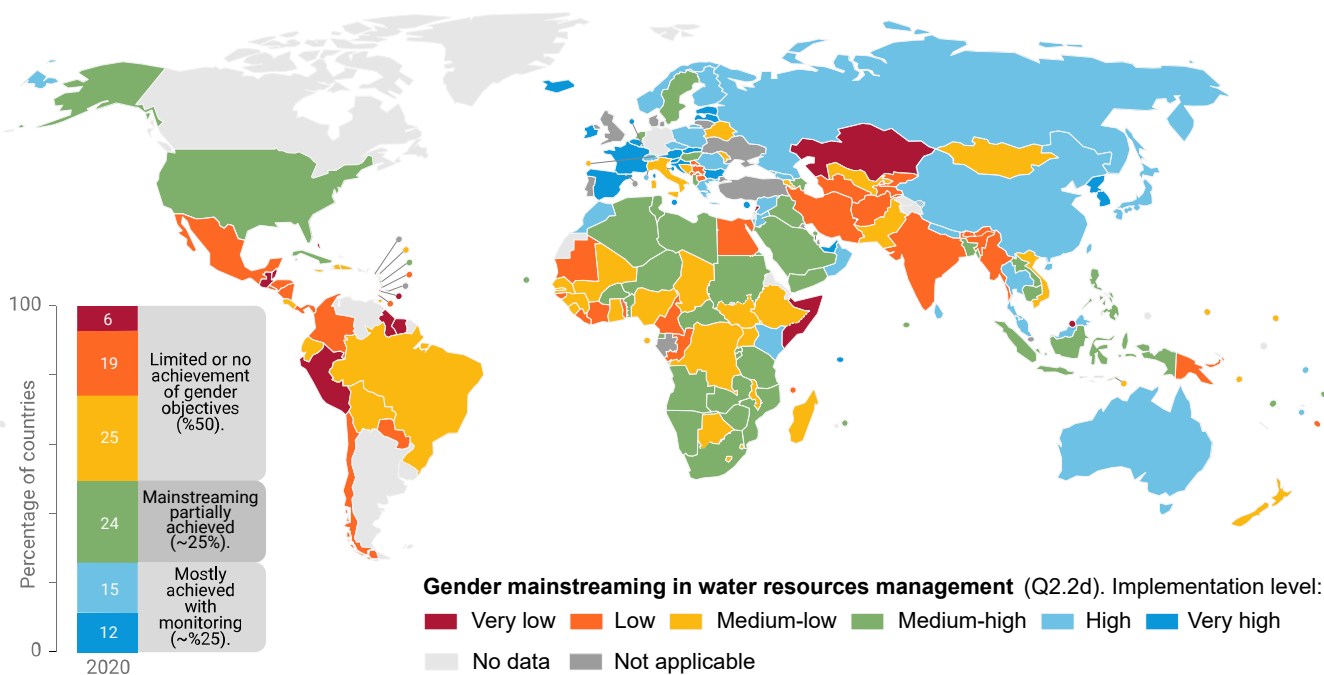 100
Percentage of countries
0
6
19
25
24
15
12
2020
Limited or no
achievement
of gender
objectives
(%50).
Mainstreaming
partially
achieved
(~25%).
Mostly
achieved
with
monitoring
(~%25).
Gender mainstreaming in water resources management (Q2.2d). Implementation level:
Very low Low Medium-low Medium-high High Very high
No data Not applicable